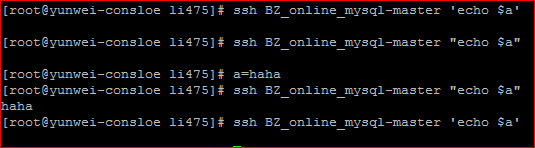 [root@yunwei-consloe li475]# ssh BZ_online_mysql-master 'echo $a'
[root@yunwei-consloe li475]# ssh BZ_online_mysql-master "echo $a"
[root@yunwei-consloe li475]# a=haha
[root@yunwei-consloe li475]# ssh BZ_online_mysql-master "echo $a"
haha
[root@yunwei-consloe li475]# ssh BZ_online_mysql-master 'echo $a'